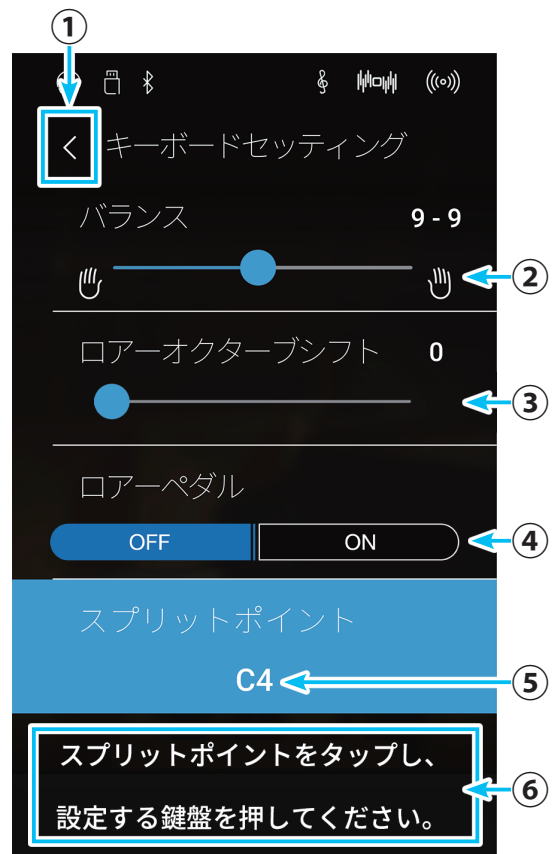 ①
キーボードセッティング
バランス 9 - 9
②
ロアーオクターブシフト 0
③
ロアーペダル
OFF ON
④
スプリットポイント
C4
⑤
スプリットポイントをタップし、
設定する鍵盤を押してください。
⑥